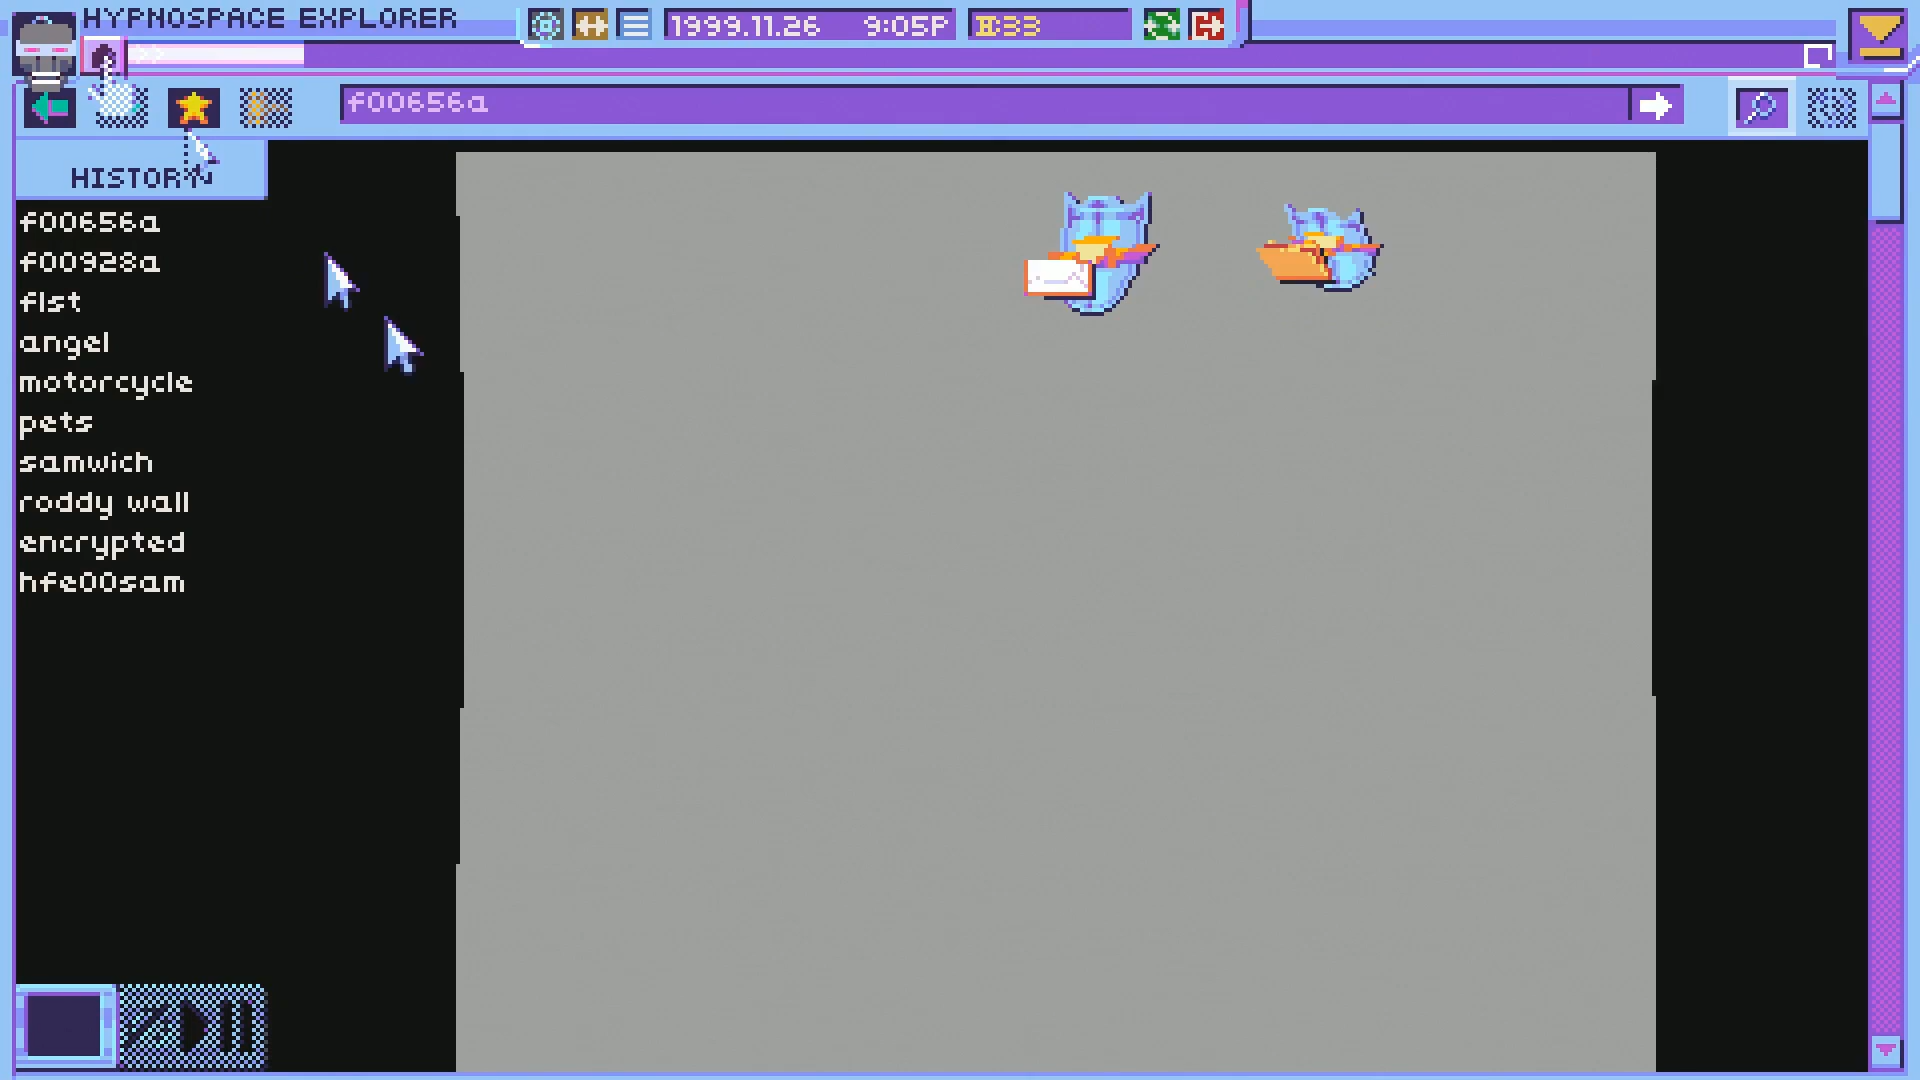 HYPNOSPACE EXPLORER
1999.11.26 9:05P
33
f00656a
HISTORY
f00656a
f00928a
fist
angel
motorcycle
pets
samwich
roddy wall
encrypted
hfe00sam